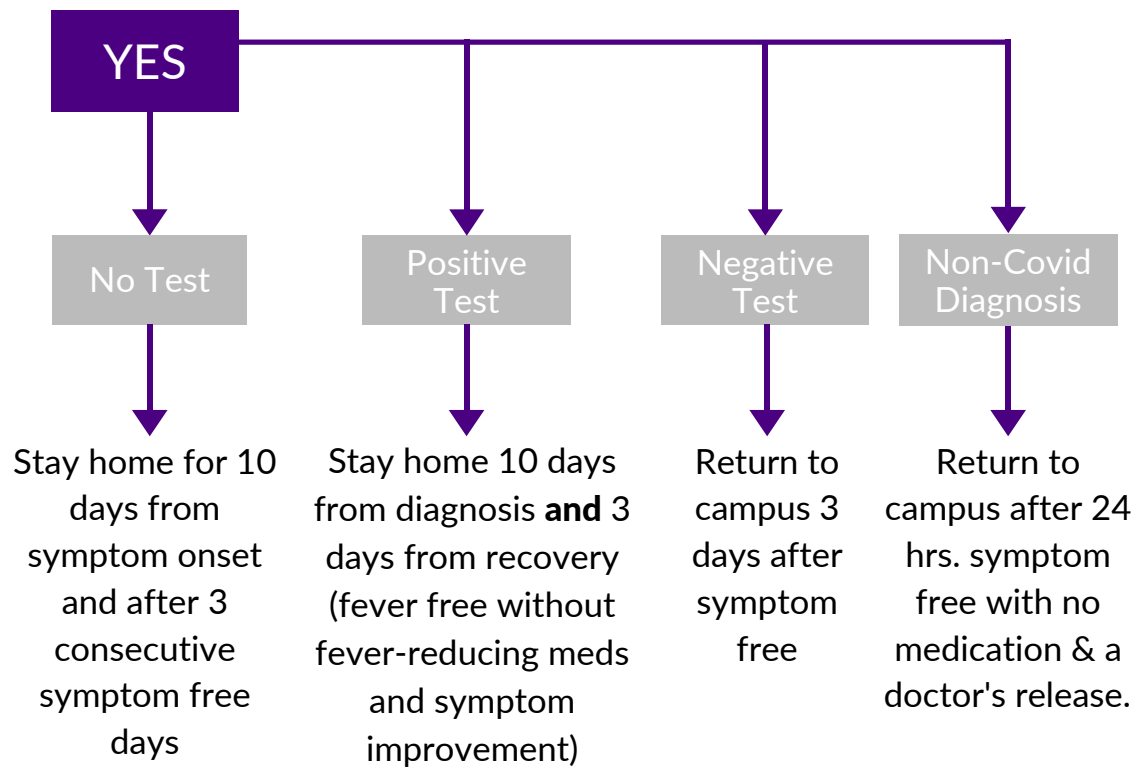 YES
No Test
Positive
Test
Negative
Test
Non-Covid
Diagnosis
Stay home for 10
days from
symptom onset
and after 3
consecutive
symptom free
days
Stay home 10 days
from diagnosis and 3
days from recovery
(fever free without
fever-reducing meds
and symptom
improvement)
Return to
campus 3
days after
symptom
free
Return to
campus after 24
hrs. symptom
free with no
medication & a
doctor's release.